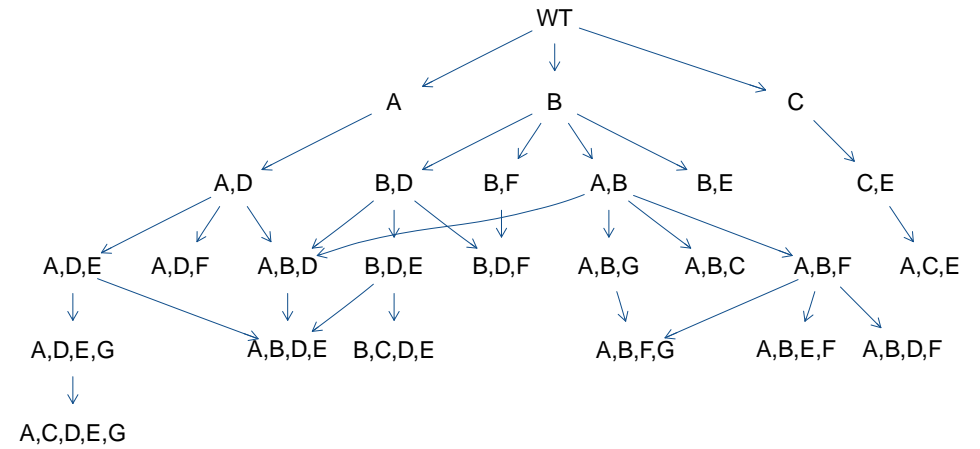 WT
A B C
A,D B,D B,F A,B B,E C,E
A,D,E A,D,F A,B,D B,D,E B,D,F A,B,G A,B,C A,B,F A,C,E
A,D,E,G A,B,D,E B,C,D,E A,B,F,G A,B,E,F A,B,D,F
A,C,D,E,G